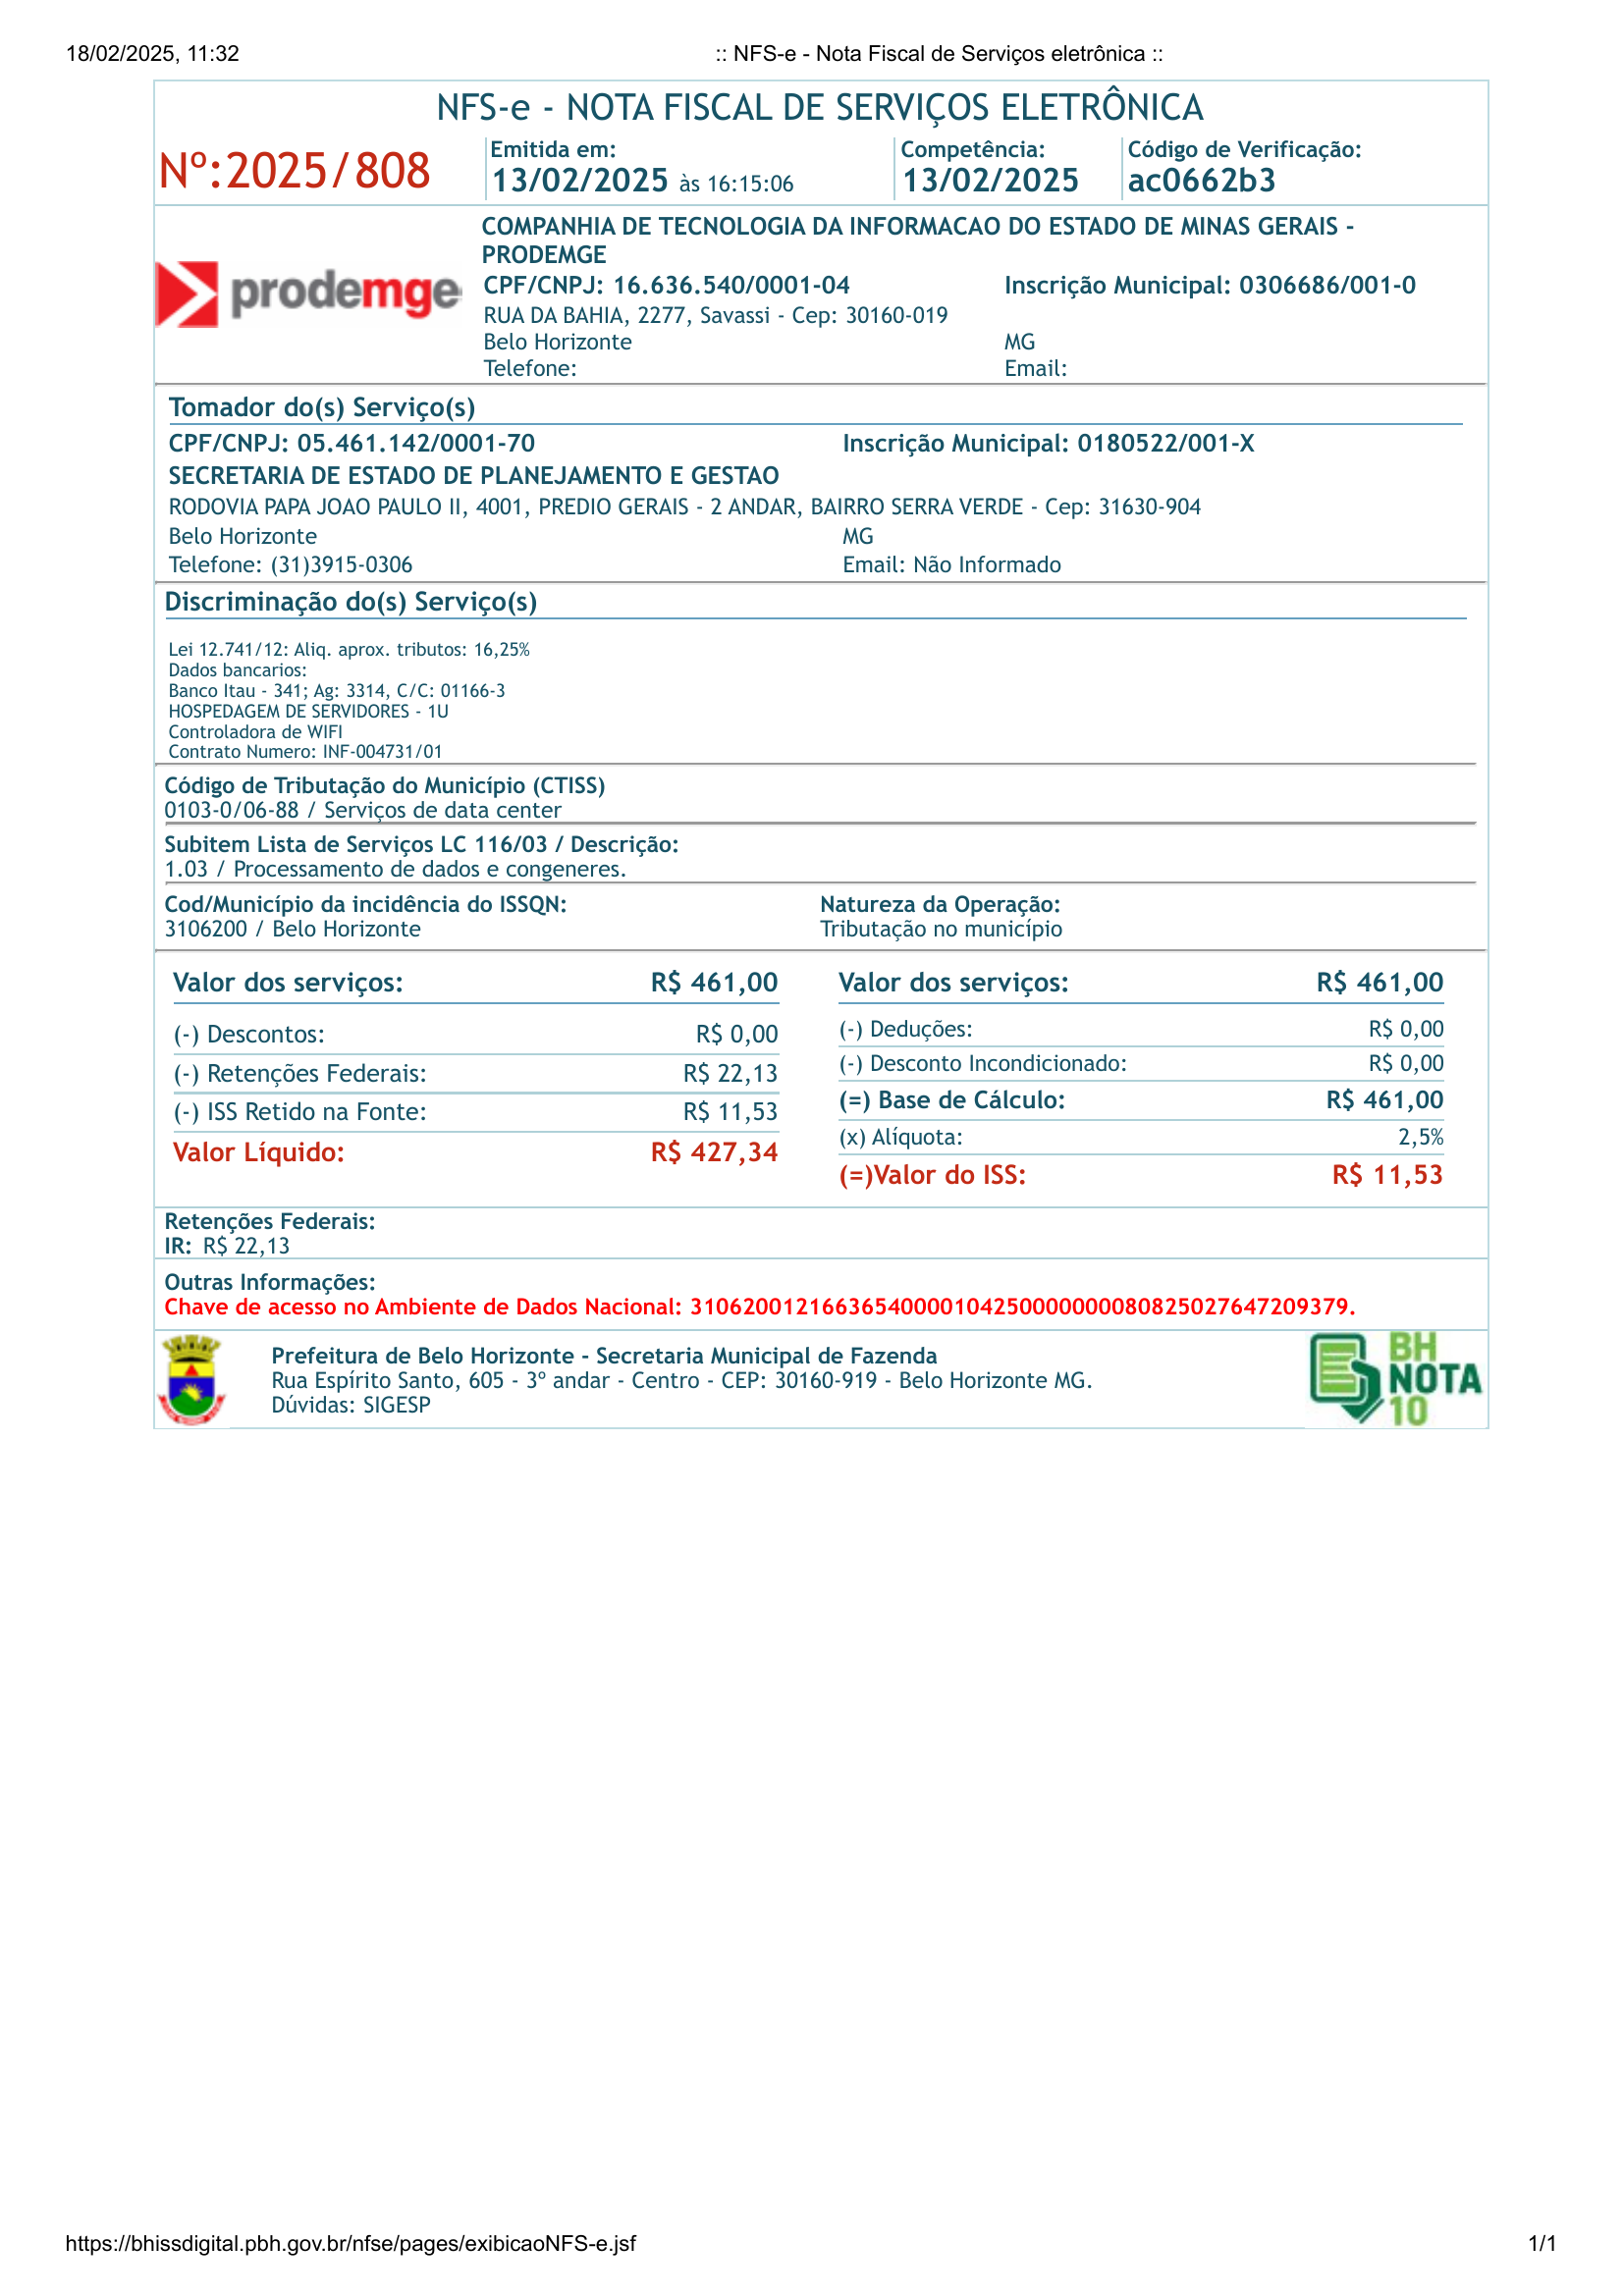 18/02/2025, 11:32
:: NFS-e - Nota Fiscal de Serviços eletrônica ::
NFS-e - NOTA FISCAL DE SERVIÇOS ELETRÔNICA
Nº:2025/808
Emitida em:
13/02/2025 às 16:15:06
Competência:
13/02/2025
Código de Verificação:
ac0662b3
prodemge
COMPANHIA DE TECNOLOGIA DA INFORMACAO DO ESTADO DE MINAS GERAIS -
PRODEMGE
CPF/CNPJ: 16.636.540/0001-04
Inscrição Municipal: 0306686/001-0
RUA DA BAHIA, 2277, Savassi - Cep: 30160-019
Belo Horizonte
MG
Telefone:
Email:
Tomador do(s) Serviço(s)
CPF/CNPJ: 05.461.142/0001-70
Inscrição Municipal: 0180522/001-X
SECRETARIA DE ESTADO DE PLANEJAMENTO E GESTAO
RODOVIA PAPA JOAO PAULO II, 4001, PREDIO GERAIS - 2 ANDAR, BAIRRO SERRA VERDE - Cep: 31630-904
Belo Horizonte
MG
Telefone: (31)3915-0306
Email: Não Informado
Discriminação do(s) Serviço(s)
Lei 12.741/12: Aliq. aprox. tributos: 16,25%
Dados bancarios:
Banco Itau - 341; Ag: 3314, C/C: 01166-3
HOSPEDAGEM DE SERVIDORES - 1U
Controladora de WIFI
Contrato Numero: INF-004731/01
Código de Tributação do Município (CTISS)
0103-0/06-88 / Serviços de data center
Subitem Lista de Serviços LC 116/03 / Descrição:
1.03 / Processamento de dados e congeneres.
Cod/Município da incidência do ISSQN:
3106200 / Belo Horizonte
Natureza da Operação:
Tributação no município
Valor dos serviços: R$ 461,00
(-) Descontos: R$ 0,00
(-) Retenções Federais: R$ 22,13
(-) ISS Retido na Fonte: R$ 11,53
Valor Líquido: R$ 427,34
Valor dos serviços: R$ 461,00
(-) Deduções: R$ 0,00
(-) Desconto Incondicionado: R$ 0,00
(=) Base de Cálculo: R$ 461,00
(x) Alíquota: 2,5%
(=)Valor do ISS: R$ 11,53
Retenções Federais:
IR: R$ 22,13
Outras Informações:
Chave de acesso no Ambiente de Dados Nacional: 31062001216636540000104250000000080825027647209379.
Prefeitura de Belo Horizonte - Secretaria Municipal de Fazenda
Rua Espírito Santo, 605 - 3º andar - Centro - CEP: 30160-919 - Belo Horizonte MG.
Dúvidas: SIGESP
BH
NOTA
10
https://bhissdigital.pbh.gov.br/nfse/pages/exibicaoNFS-e.jsf
1/1